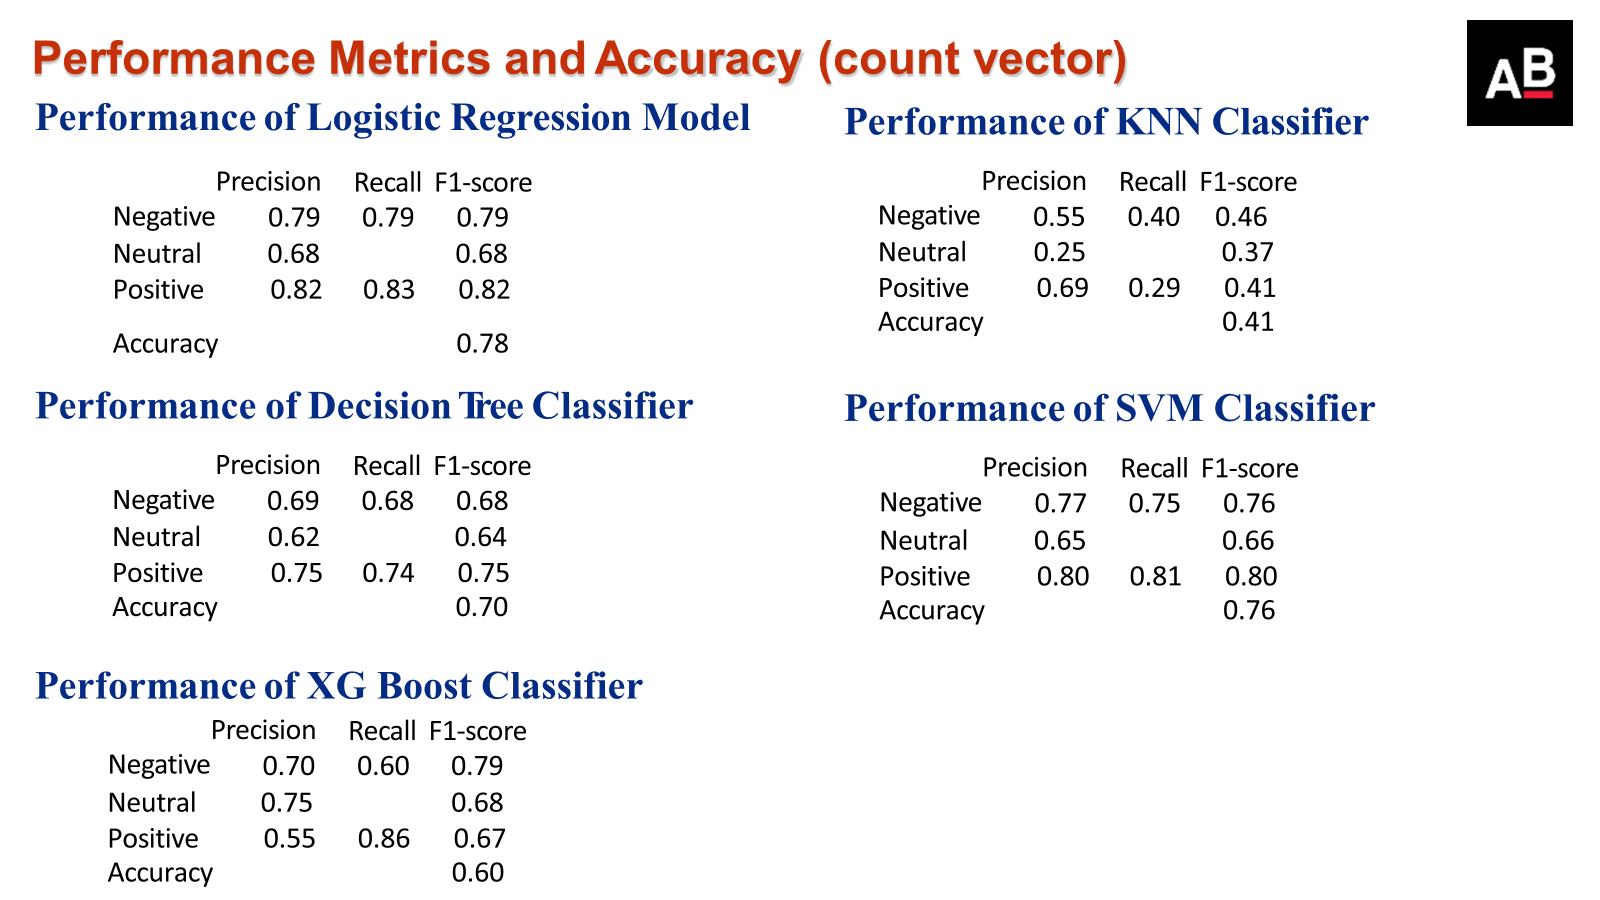 Performance Metrics and Accuracy (count vector)
AB
Performance of Logistic Regression Model
Precision Recall F1-score
Negative 0.79 0.79 0.79
Neutral 0.68 0.68
Positive 0.82 0.83 0.82
Accuracy 0.78
Performance of Decision Tree Classifier
Precision Recall F1-score
Negative 0.69 0.68 0.68
Neutral 0.62 0.64
Positive 0.75 0.74 0.75
Accuracy 0.70
Performance of XG Boost Classifier
Precision Recall F1-score
Negative 0.70 0.60 0.79
Neutral 0.75 0.68
Positive 0.55 0.86 0.67
Accuracy 0.60
Performance of KNN Classifier
Precision Recall F1-score
Negative 0.55 0.40 0.46
Neutral 0.25 0.37
Positive 0.69 0.29 0.41
Accuracy 0.41
Performance of SVM Classifier
Precision Recall F1-score
Negative 0.77 0.75 0.76
Neutral 0.65 0.66
Positive 0.80 0.81 0.80
Accuracy 0.76